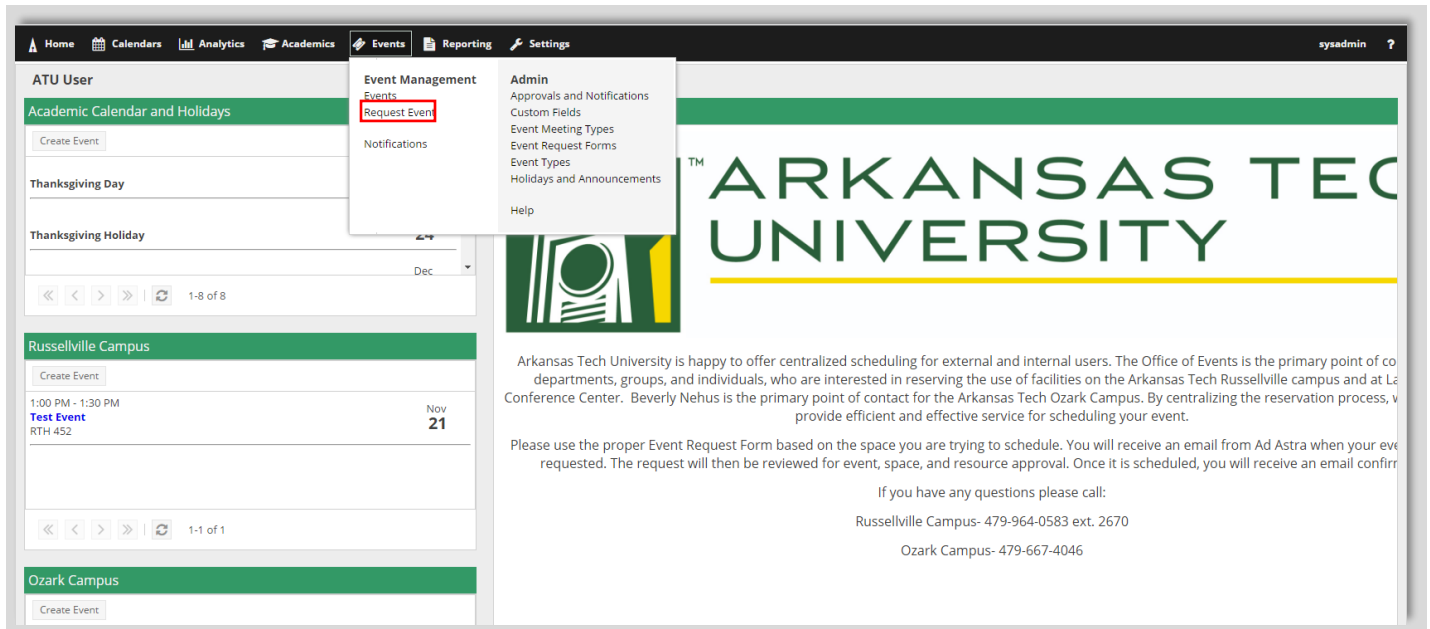 Home Calendars Analytics Academics Events Reporting Settings sysadmin ?
ATU User
Event Management
Events
Request Event
Notifications
Admin
Approvals and Notifications
Custom Fields
Event Meeting Types
Event Request Forms
Event Types
Holidays and Announcements
Help
Academic Calendar and Holidays
Create Event
Thanksgiving Day
Thanksgiving Holiday
24
Dec
1-8 of 8
Russellville Campus
Create Event
1:00 PM - 1:30 PM
Test Event
RTH 452
Nov
21
1-1 of 1
Ozark Campus
Create Event
™
ARKANSAS TEC
UNIVERSITY
Arkansas Tech University is happy to offer centralized scheduling for external and internal users. The Office of Events is the primary point of co
departments, groups, and individuals, who are interested in reserving the use of facilities on the Arkansas Tech Russellville campus and at La
Conference Center. Beverly Nehus is the primary point of contact for the Arkansas Tech Ozark Campus. By centralizing the reservation process, w
provide efficient and effective service for scheduling your event.
Please use the proper Event Request Form based on the space you are trying to schedule. You will receive an email from Ad Astra when your eve
requested. The request will then be reviewed for event, space, and resource approval. Once it is scheduled, you will receive an email confirm
If you have any questions please call:
Russellville Campus- 479-964-0583 ext. 2670
Ozark Campus- 479-667-4046